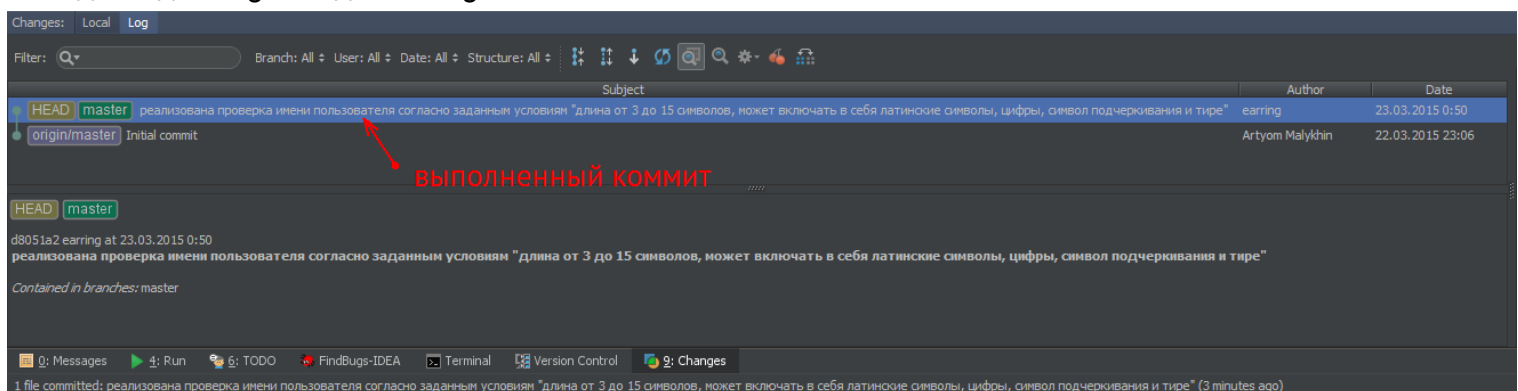 Changes: Local Log
Filter: Branch: All User: All Date: All Structure: All
Subject Author Date
HEAD master реализована проверка имени пользователя согласно заданным условиям "длина от 3 до 15 символов, может включать в себя латинские символы, цифры, символ подчеркивания и тире" earring 23.03.2015 0:50
origin/master Initial commit Artyom Malykhin 22.03.2015 23:06
выполненный коммит
HEAD master
d8051a2 earring at 23.03.2015 0:50
реализована проверка имени пользователя согласно заданным условиям "длина от 3 до 15 символов, может включать в себя латинские символы, цифры, символ подчеркивания и тире"
Contained in branches: master
0: Messages 4: Run 6: TODO FindBugs-IDEA Terminal Version Control 9: Changes
1 file committed: реализована проверка имени пользователя согласно заданным условиям "длина от 3 до 15 символов, может включать в себя латинские символы, цифры, символ подчеркивания и тире" (3 minutes ago)